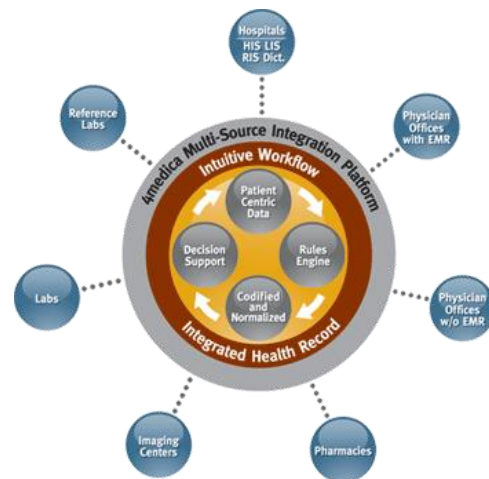 Hospitals
HIS LIS
RIS Dict.
Reference
Labs
Physician
Offices
with EMR
4medica Multi-Source Integration Platform
Intuitive Workflow
Patient
Centric
Data
Decision
Support
Rules
Engine
Codified
and
Normalized
Integrated Health Record
Labs
Physician
Offices
w/o EMR
Imaging
Centers
Pharmacies